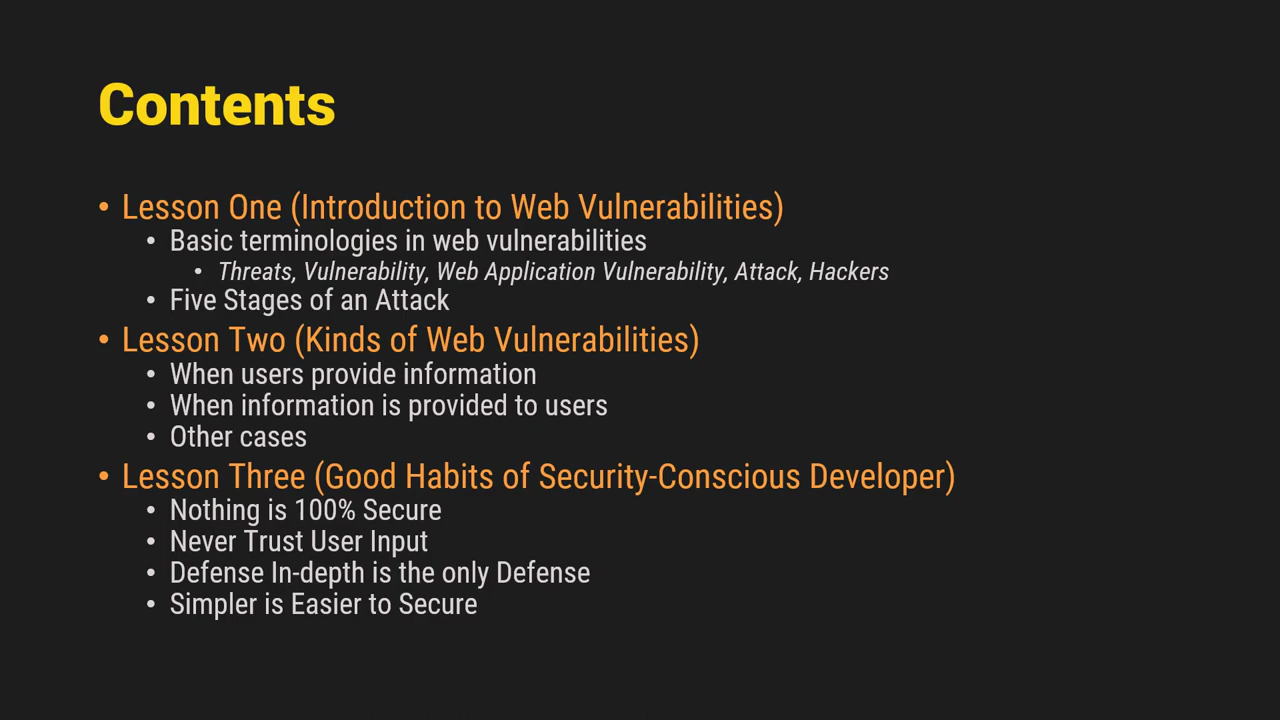 Contents
• Lesson One (Introduction to Web Vulnerabilities)
• Basic terminologies in web vulnerabilities
• Threats, Vulnerability, Web Application Vulnerability, Attack, Hackers
• Five Stages of an Attack
• Lesson Two (Kinds of Web Vulnerabilities)
• When users provide information
• When information is provided to users
• Other cases
• Lesson Three (Good Habits of Security-Conscious Developer)
• Nothing is 100% Secure
• Never Trust User Input
• Defense In-depth is the only Defense
• Simpler is Easier to Secure